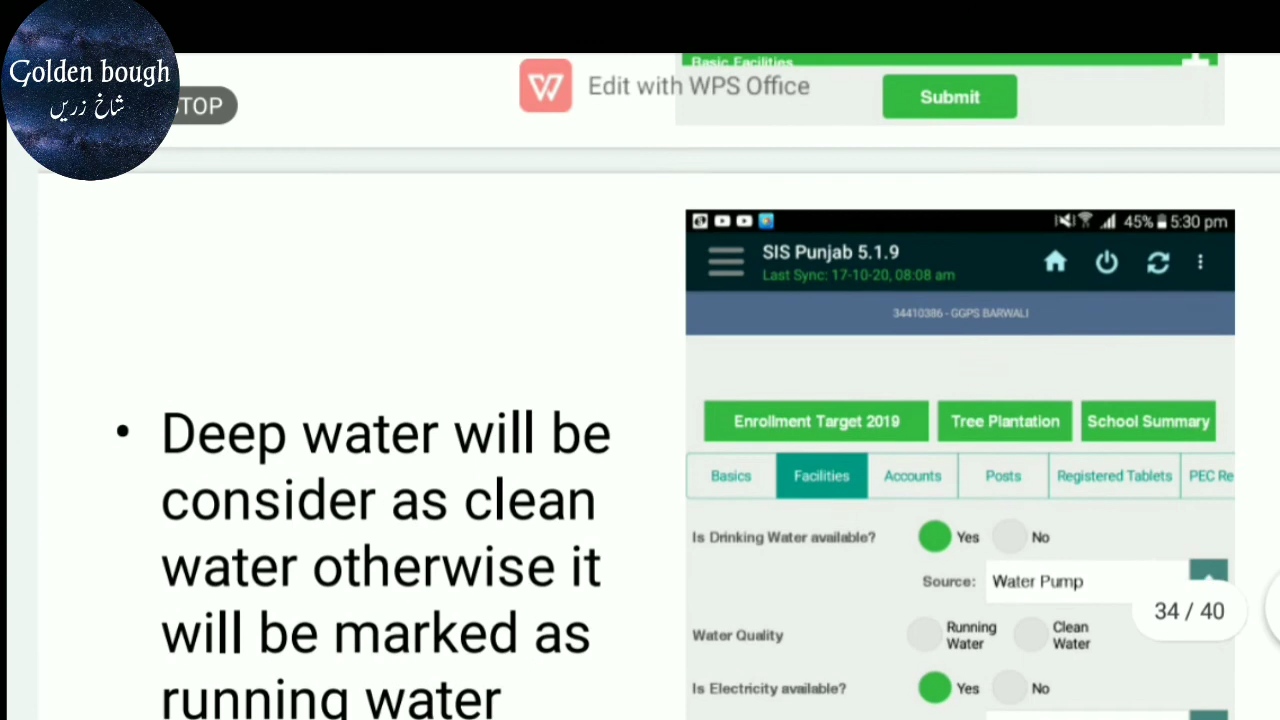 Golden bough
شاخ زریں
TOP
Edit with WPS Office
Basic Facilities
Submit
45% 5:30 pm
SIS Punjab 5.1.9
Last Sync: 17-10-20, 08:08 am
34410386 - GGPS BARWALI
Enrollment Target 2019 Tree Plantation School Summary
Basics Facilities Accounts Posts Registered Tablets PEC Re
• Deep water will be
consider as clean
water otherwise it
will be marked as
running water
Is Drinking Water available? Yes No
Source: Water Pump
34 / 40
Water Quality Running Water Clean Water
Is Electricity available? Yes No